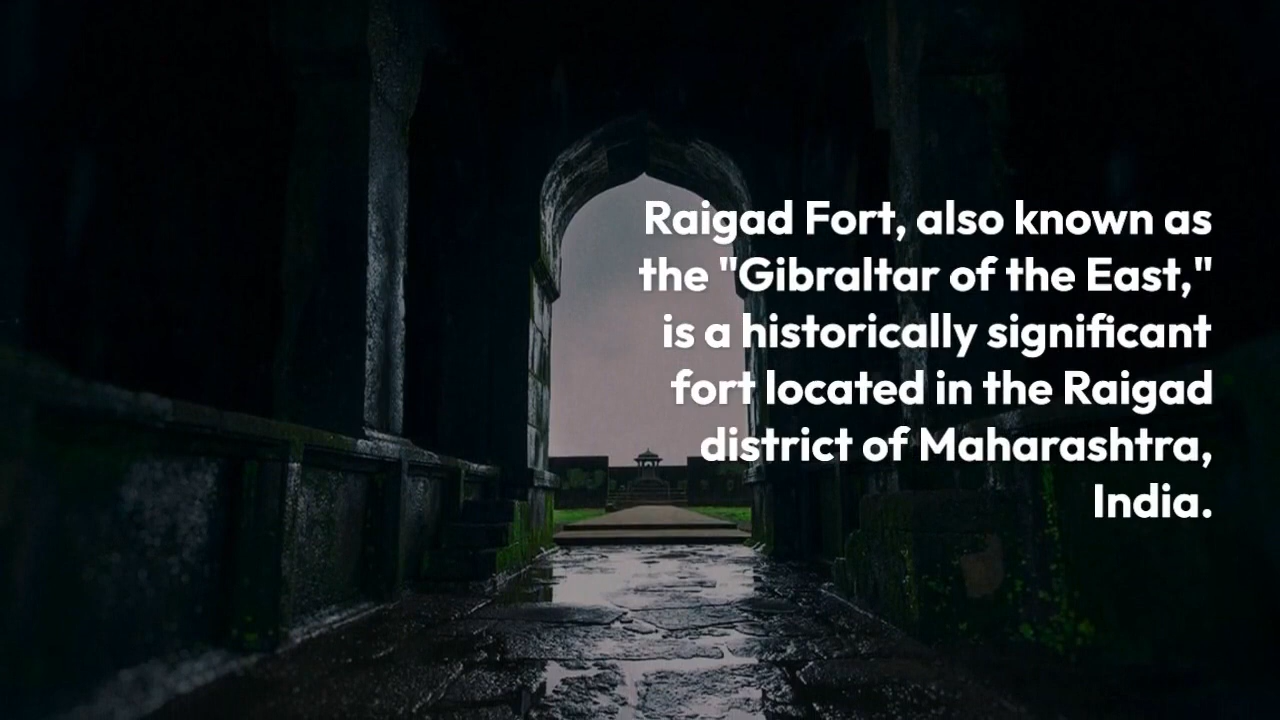 Raigad Fort, also known as
the "Gibraltar of the East,"
is a historically significant
fort located in the Raigad
district of Maharashtra,
India.